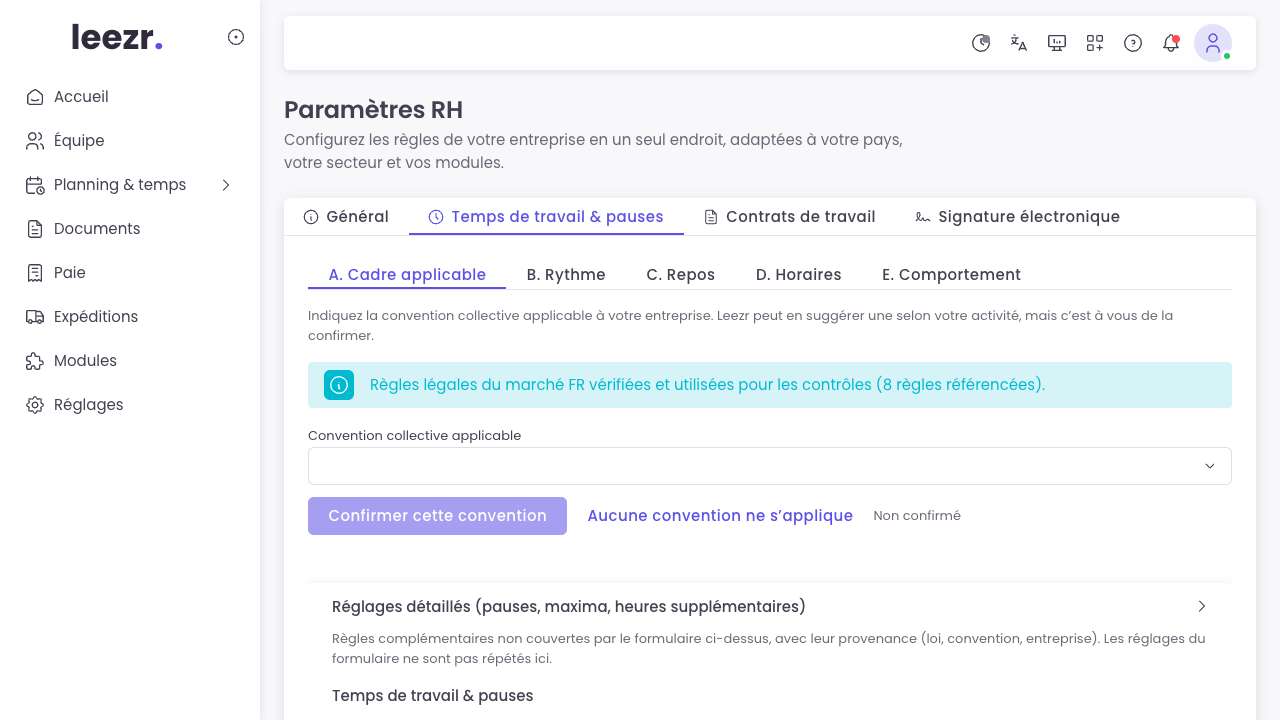 leezr.
Accueil
Équipe
Planning & temps
Documents
Paie
Expéditions
Modules
Réglages
Paramètres RH
Configurez les règles de votre entreprise en un seul endroit, adaptées à votre pays,
votre secteur et vos modules.
Général
Temps de travail & pauses
Contrats de travail
Signature électronique
A. Cadre applicable
B. Rythme
C. Repos
D. Horaires
E. Comportement
Indiquez la convention collective applicable à votre entreprise. Leezr peut en suggérer une selon votre activité, mais c’est à vous de la
confirmer.
Règles légales du marché FR vérifiées et utilisées pour les contrôles (8 règles référencées).
Convention collective applicable
Confirmer cette convention
Aucune convention ne s’applique
Non confirmé
Réglages détaillés (pauses, maxima, heures supplémentaires)
Règles complémentaires non couvertes par le formulaire ci-dessus, avec leur provenance (loi, convention, entreprise). Les réglages du
formulaire ne sont pas répétés ici.
Temps de travail & pauses